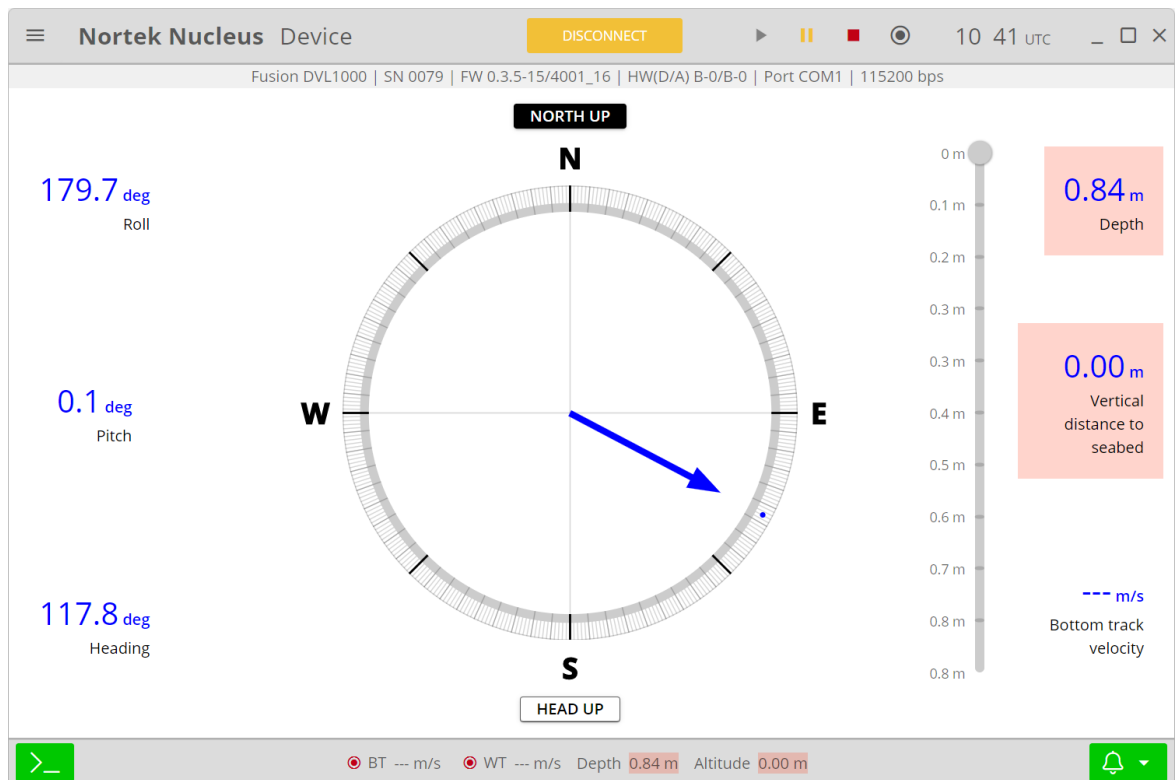 Nortek Nucleus Device
DISCONNECT
10 41 UTC
Fusion DVL1000 | SN 0079 | FW 0.3.5-15/4001_16 | HW(D/A) B-0/B-0 | Port COM1 | 115200 bps
NORTH UP
N
W
E
S
HEAD UP
179.7 deg
Roll
0.1 deg
Pitch
117.8 deg
Heading
0 m
0.1 m
0.2 m
0.3 m
0.3 m
0.4 m
0.5 m
0.6 m
0.7 m
0.8 m
0.8 m
0.84 m
Depth
0.00 m
Vertical
distance to
seabed
--- m/s
Bottom track
velocity
>_
BT --- m/s WT --- m/s Depth 0.84 m Altitude 0.00 m